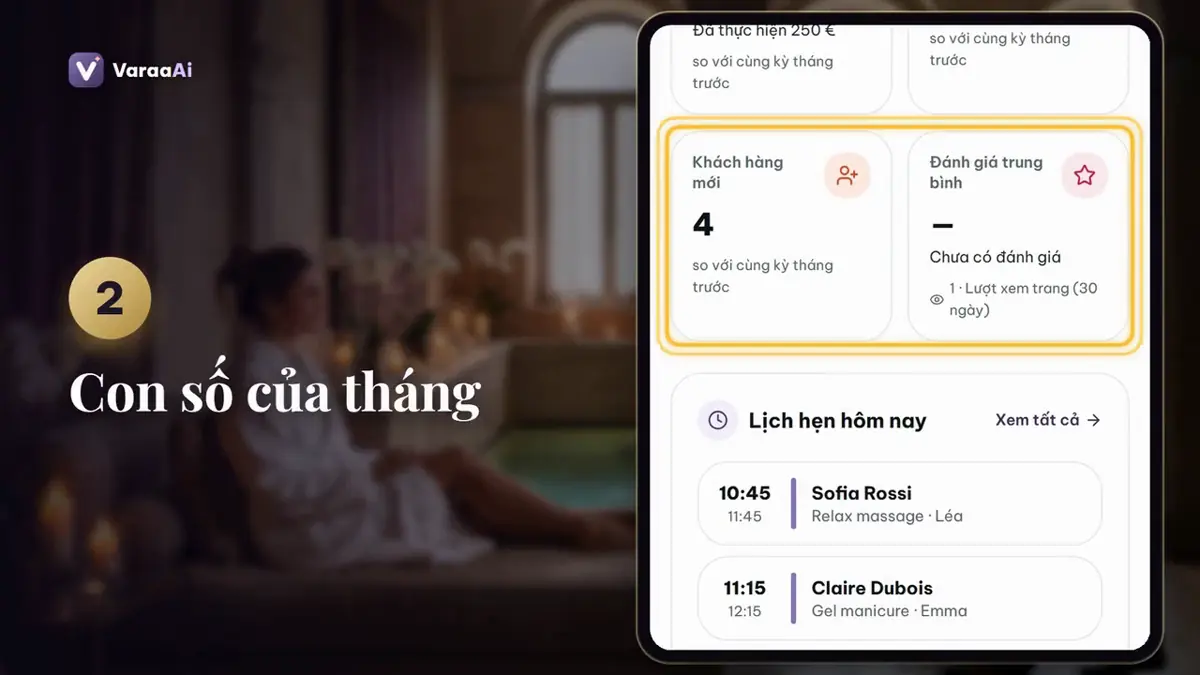 VaraaAi
2
Con số của tháng
Đã thực hiện 250 €
so với cùng kỳ tháng
trước
so với cùng kỳ tháng
trước
Khách hàng
mới
4
so với cùng kỳ tháng
trước
Đánh giá trung
bình
–
Chưa có đánh giá
1 · Lượt xem trang (30
ngày)
Lịch hẹn hôm nay
Xem tất cả →
10:45
11:45
Sofia Rossi
Relax massage · Léa
11:15
12:15
Claire Dubois
Gel manicure · Emma